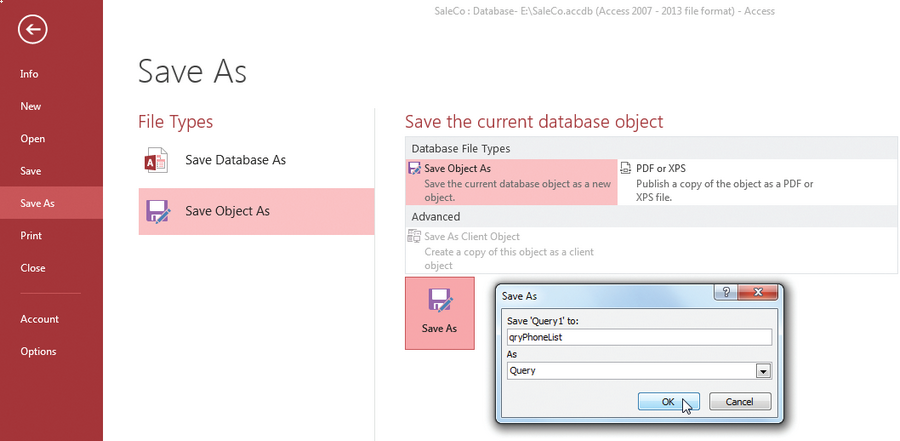 SaleCo : Database- E:\SaleCo.accdb (Access 2007 - 2013 file format) - Access
Info
New
Open
Save
Save As
Print
Close
Account
Options
Save As
File Types
Save Database As
Save Object As
Save the current database object
Database File Types
Save Object As
Save the current database object as a new
object.
PDF or XPS
Publish a copy of the object as a PDF or
XPS file.
Advanced
Save As Client Object
Create a copy of this object as a client
object
Save As
Save As
Save 'Query1' to:
qryPhoneList
As
Query
OK
Cancel